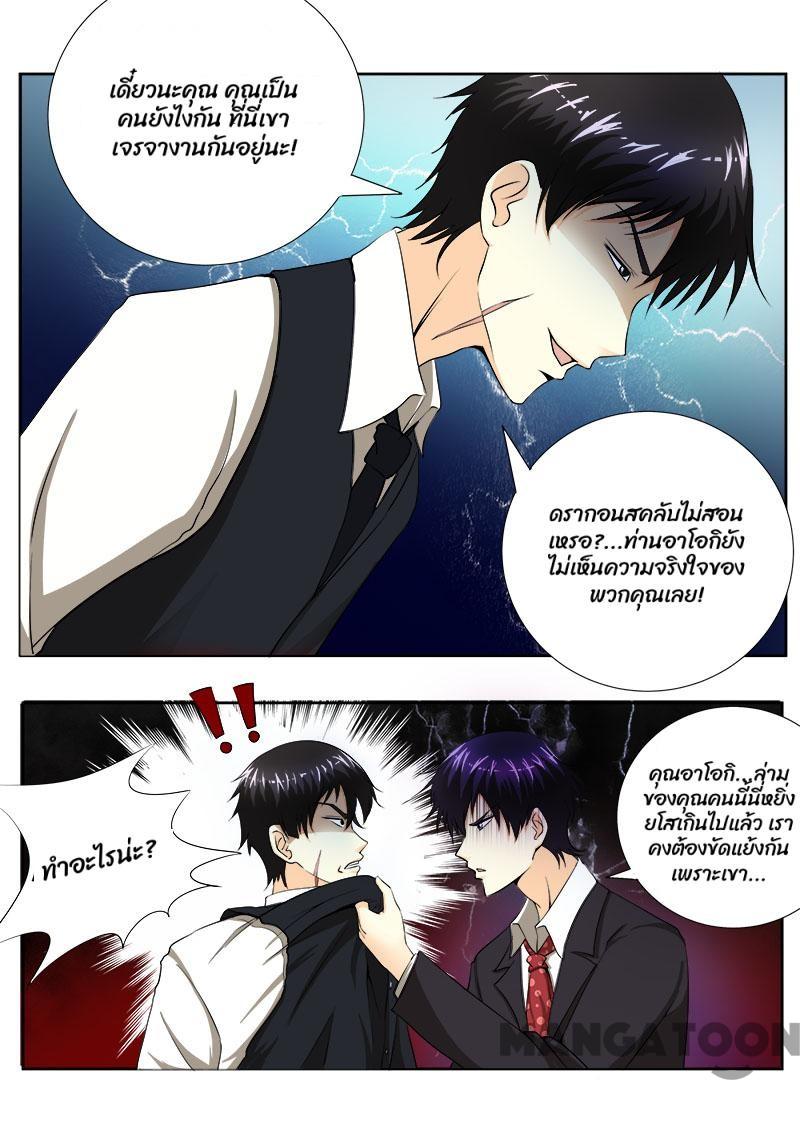 เดี๋ยวนะคุณ คุณเป็น
คนยังไงกัน ที่นี่เขา
เจรจางานกันอยู่นะ!
ดรากอนสคลับไม่สอน
เหรอ?...ท่านอาโอกิยัง
ไม่เห็นความจริงใจของ
พวกคุณเลย!
!!
คุณอาโอกิ...ล่าม
ของคุณคนนี้นี่หยิ่ง
ยโสเกินไปแล้ว เรา
คงต้องขัดแย้งกัน
เพราะเขา...
ทำอะไรน่ะ?
MANGATOON